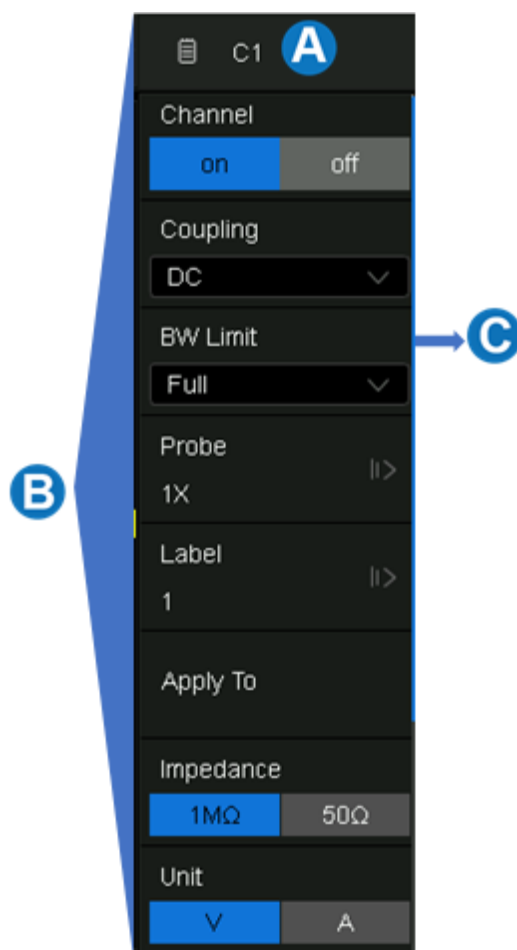 C1 A
Channel
on off
Coupling
DC
BW Limit
C
Full
Probe
1X
B
Label
1
Apply To
Impedance
1MΩ 50Ω
Unit
V A